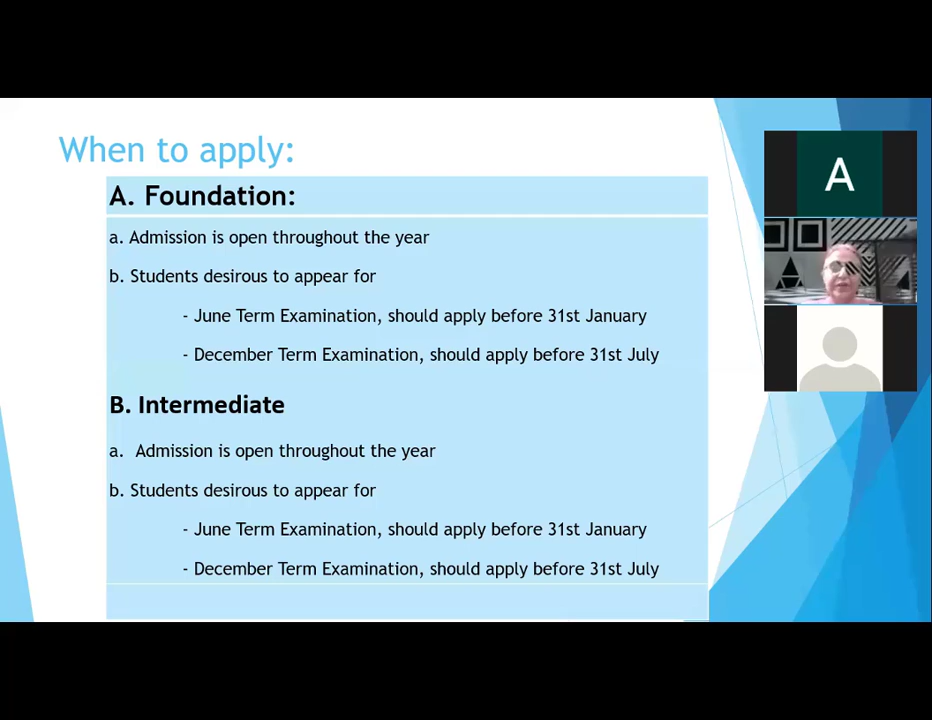 When to apply:
A. Foundation:
a. Admission is open throughout the year
b. Students desirous to appear for
- June Term Examination, should apply before 31st January
- December Term Examination, should apply before 31st July
B. Intermediate
a. Admission is open throughout the year
b. Students desirous to appear for
- June Term Examination, should apply before 31st January
- December Term Examination, should apply before 31st July
A